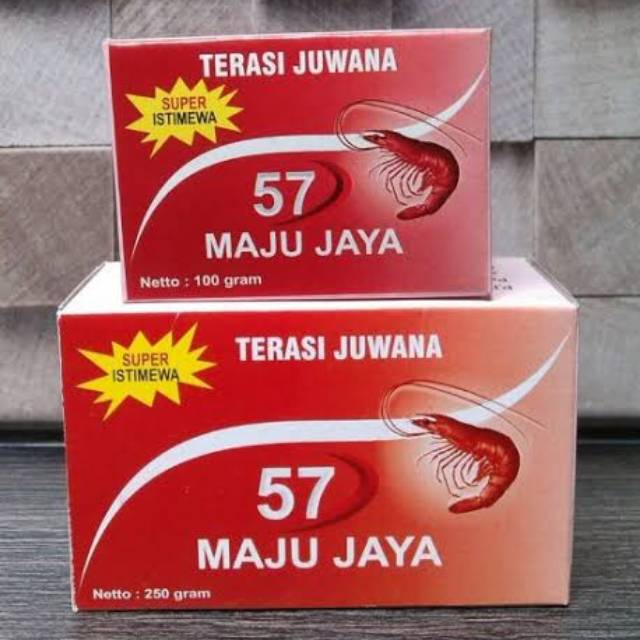 TERASI JUWANA
SUPER
ISTIMEWA
57
MAJU JAYA
Netto : 100 gram
TERASI JUWANA
SUPER
ISTIMEWA
57
MAJU JAYA
Netto : 250 gram